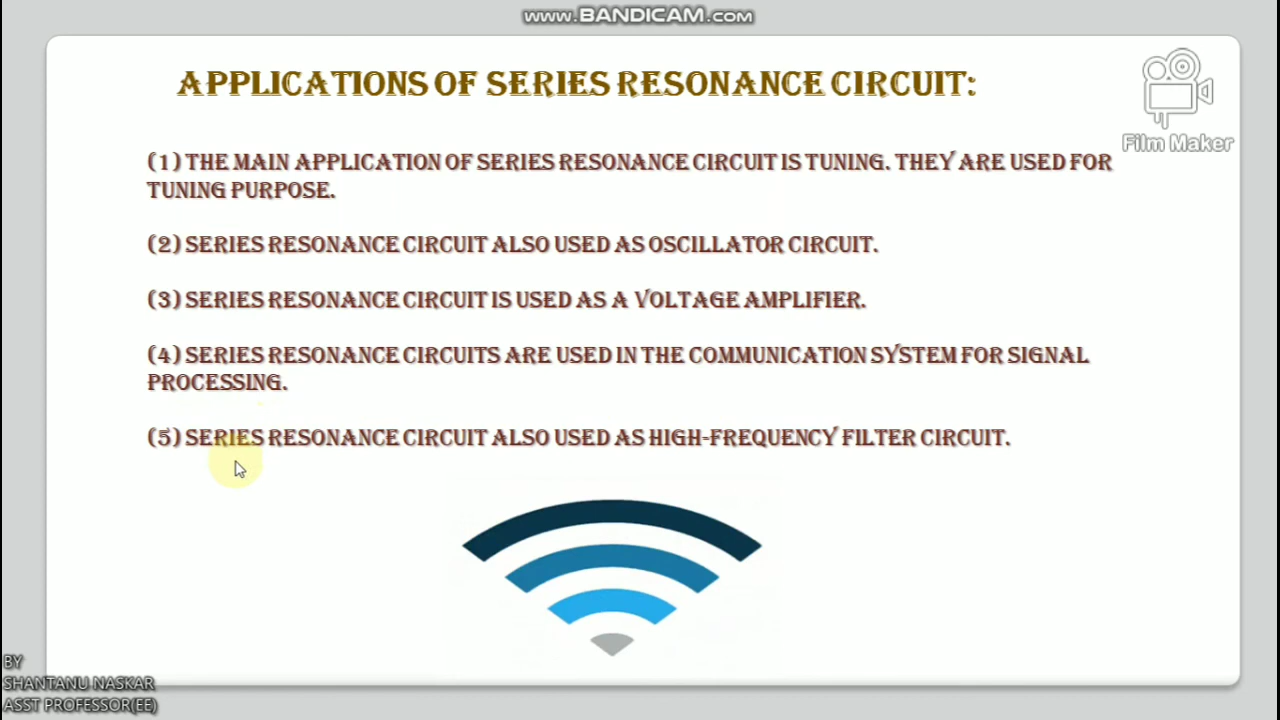 www.BANDICAM.com
APPLICATIONS OF SERIES RESONANCE CIRCUIT:
Film Maker
(1) THE MAIN APPLICATION OF SERIES RESONANCE CIRCUIT IS TUNING. THEY ARE USED FOR
TUNING PURPOSE.
(2) SERIES RESONANCE CIRCUIT ALSO USED AS OSCILLATOR CIRCUIT.
(3) SERIES RESONANCE CIRCUIT IS USED AS A VOLTAGE AMPLIFIER.
(4) SERIES RESONANCE CIRCUITS ARE USED IN THE COMMUNICATION SYSTEM FOR SIGNAL
PROCESSING.
(5) SERIES RESONANCE CIRCUIT ALSO USED AS HIGH-FREQUENCY FILTER CIRCUIT.
BY
SHANTANU NASKAR
ASST PROFESSOR(EE)